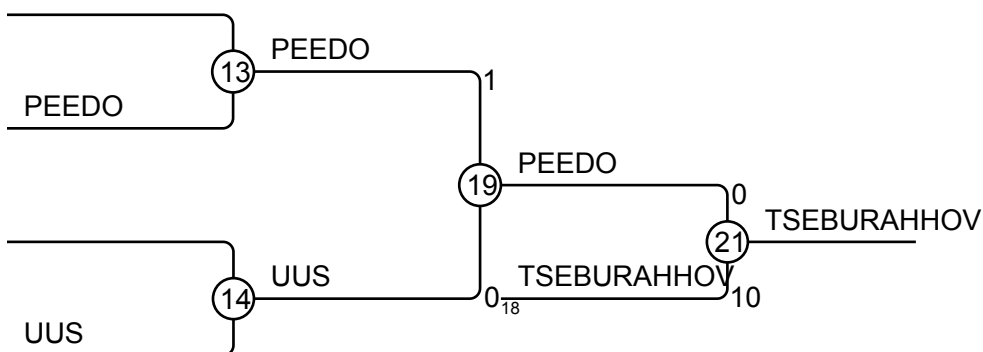 PEEDO
13
1
PEEDO
PEEDO
19
0
TSEBURAHHOV
21
UUS
0
18
TSEBURAHHOV
10
14
UUS